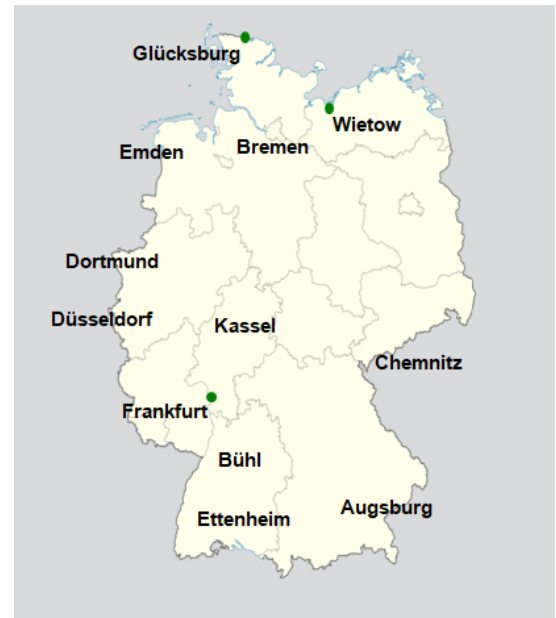 Glücksburg
Wietow
Bremen
Emden
Dortmund
Düsseldorf
Kassel
Chemnitz
Frankfurt
Bühl
Augsburg
Ettenheim